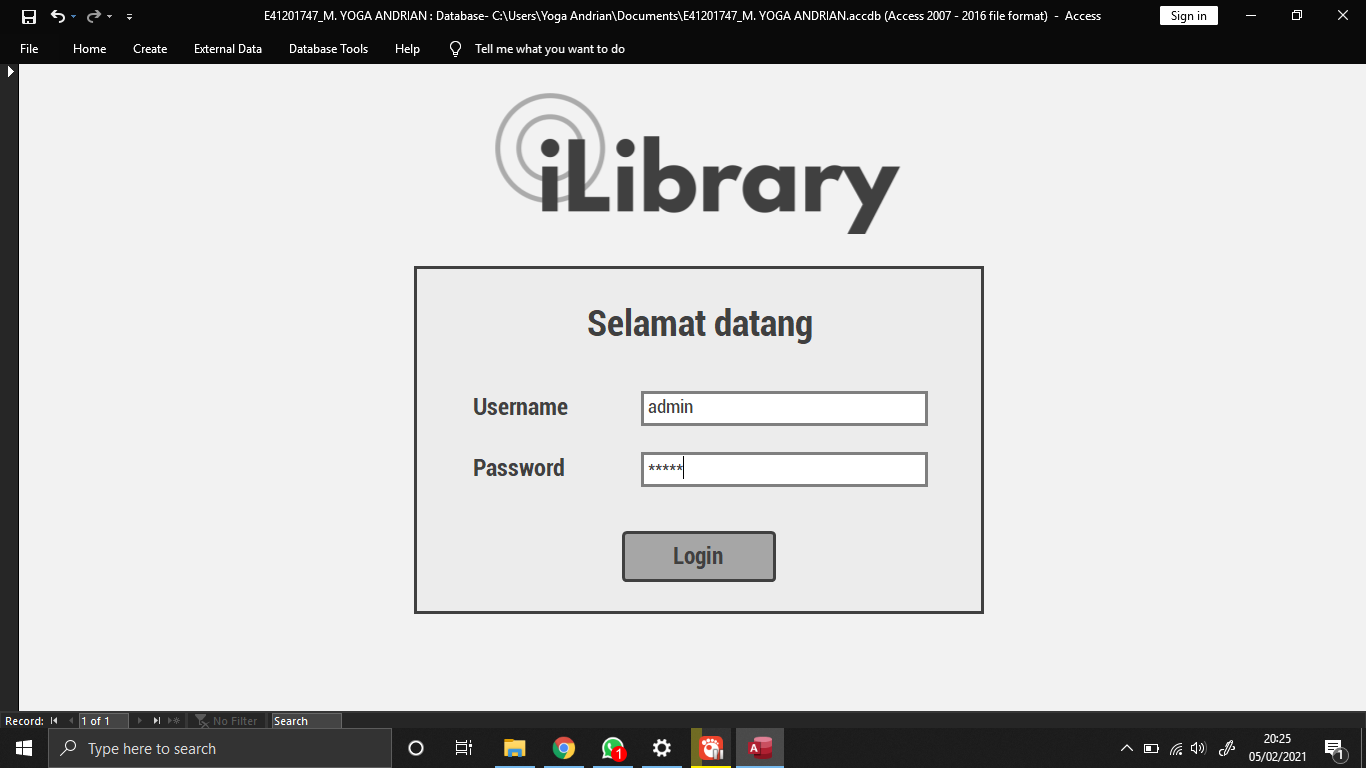 E41201747_M. YOGA ANDRIAN : Database- C:\Users\Yoga Andrian\Documents\E41201747_M. YOGA ANDRIAN.accdb (Access 2007 - 2016 file format) - Access
Sign in
File Home Create External Data Database Tools Help Tell me what you want to do
iLibrary
Selamat datang
Username admin
Password *****
Login
Record: 1 of 1 No Filter Search
Type here to search
1
A
20:25
05/02/2021
1